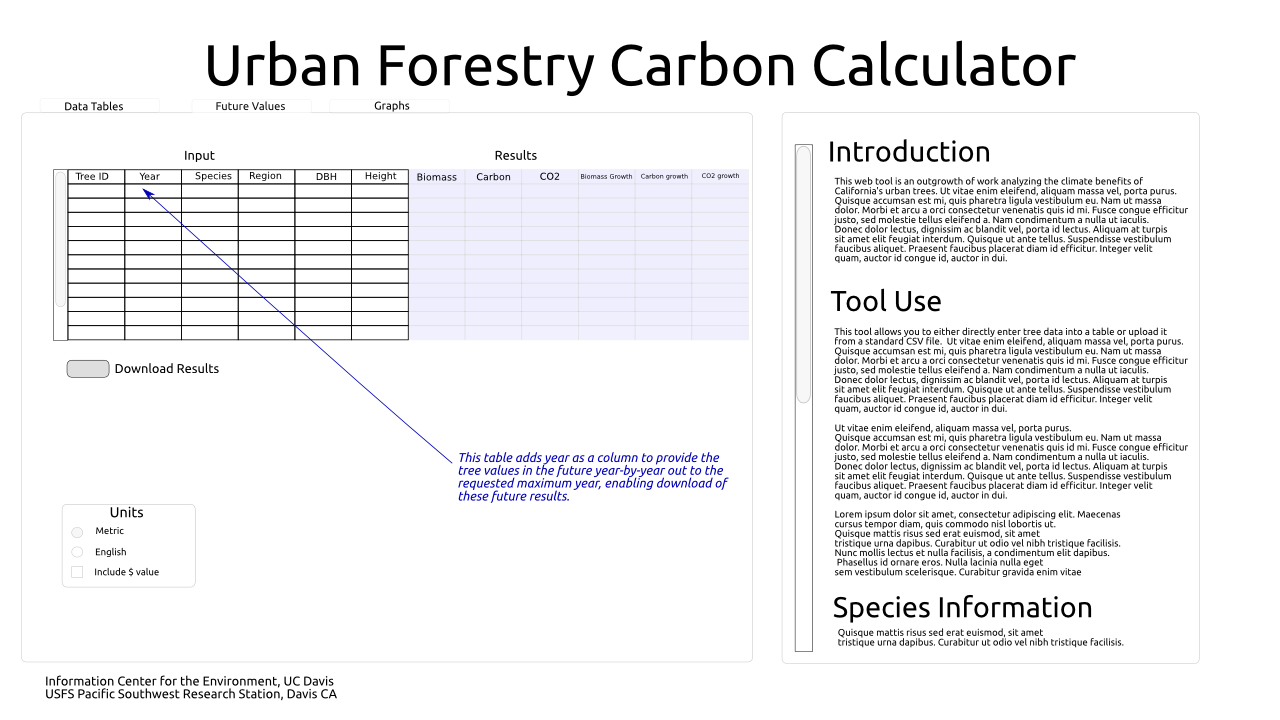 Urban Forestry Carbon Calculator
Data Tables
Future Values
Graphs
Input
Results
Tree ID Year Species Region DBH Height Biomass Carbon CO2 Biomass Growth Carbon growth CO2 growth
Download Results
This table adds year as a column to provide the
tree values in the future year-by-year out to the
requested maximum year, enabling download of
these future results.
Units
Metric
English
Include $ value
Introduction
This web tool is an outgrowth of work analyzing the climate benefits of
California's urban trees. Ut vitae enim eleifend, aliquam massa vel, porta purus.
Quisque accumsan est mi, quis pharetra ligula vestibulum eu. Nam ut massa
dolor. Morbi et arcu a orci consectetur venenatis quis id mi. Fusce congue efficitur
justo, sed molestie tellus eleifend a. Nam condimentum a nulla ut iaculis.
Donec dolor lectus, dignissim ac blandit vel, porta id lectus. Aliquam at turpis
sit amet elit feugiat interdum. Quisque ut ante tellus. Suspendisse vestibulum
faucibus aliquet. Praesent faucibus placerat diam id efficitur. Integer velit
quam, auctor id congue id, auctor in dui.
Tool Use
This tool allows you to either directly enter tree data into a table or upload it
from a standard CSV file.  Ut vitae enim eleifend, aliquam massa vel, porta purus.
Quisque accumsan est mi, quis pharetra ligula vestibulum eu. Nam ut massa
dolor. Morbi et arcu a orci consectetur venenatis quis id mi. Fusce congue efficitur
justo, sed molestie tellus eleifend a. Nam condimentum a nulla ut iaculis.
Donec dolor lectus, dignissim ac blandit vel, porta id lectus. Aliquam at turpis
sit amet elit feugiat interdum. Quisque ut ante tellus. Suspendisse vestibulum
faucibus aliquet. Praesent faucibus placerat diam id efficitur. Integer velit
quam, auctor id congue id, auctor in dui.
Ut vitae enim eleifend, aliquam massa vel, porta purus.
Quisque accumsan est mi, quis pharetra ligula vestibulum eu. Nam ut massa
dolor. Morbi et arcu a orci consectetur venenatis quis id mi. Fusce congue efficitur
justo, sed molestie tellus eleifend a. Nam condimentum a nulla ut iaculis.
Donec dolor lectus, dignissim ac blandit vel, porta id lectus. Aliquam at turpis
sit amet elit feugiat interdum. Quisque ut ante tellus. Suspendisse vestibulum
faucibus aliquet. Praesent faucibus placerat diam id efficitur. Integer velit
quam, auctor id congue id, auctor in dui.
Lorem ipsum dolor sit amet, consectetur adipiscing elit. Maecenas
cursus tempor diam, quis commodo nisl lobortis ut.
Quisque mattis risus sed erat euismod, sit amet
tristique urna dapibus. Curabitur ut odio vel nibh tristique facilisis.
Nunc mollis lectus et nulla facilisis, a condimentum elit dapibus.
Phasellus id ornare eros. Nulla lacinia nulla eget
sem vestibulum scelerisque. Curabitur gravida enim vitae
Species Information
Quisque mattis risus sed erat euismod, sit amet
tristique urna dapibus. Curabitur ut odio vel nibh tristique facilisis.
Information Center for the Environment, UC Davis
USFS Pacific Southwest Research Station, Davis CA